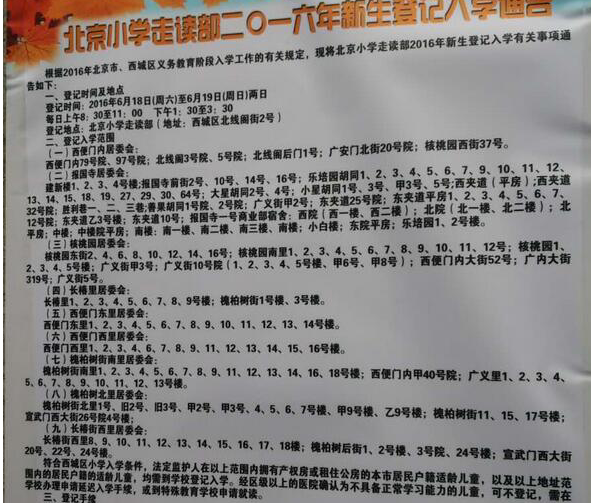 北京小学走读部二〇一六年新生登记入学通告
根据2016年北京市、西城区义务教育阶段入学工作的有关规定，现将北京小学走读部2016年新生登记入学有关事项通
告如下：
一、登记时间及地点
登记时间：2016年6月18日(周六)至6月19日(周日)两日
每日上午8：30至11：00 下午1：30至3：30
登记地点：北京小学走读部（地址：西城区北线阁街2号）
二、登记入学范围
（一）西便门内居委会：
西便门内79号院、97号院；北线阁3号院、5号院；北线阁后门1号；广安门北街20号院；核桃园西街37号。
（二）报国寺居委会：
建新楼1、2、3、4号楼;报国寺前街2号、10号、14号、16号；乐培园胡同1、2、3、4、5、6、7、9、10、11、12、
13、14、15、18、19、27、29、30、64号；大星胡同2号、4号；小星胡同1号、3号、甲3号、5号;西夹道（平房）;西夹道
32号院；胜利巷一、二、三巷;善果胡同1号院、2号院；广义街甲2号；东夹道25号院；东夹道平房1、2、3、4、5、6、7、
12号院；东夹道乙3号楼；东夹道10号；报国寺一号商业部宿舍：西院（西一楼、西二楼）；北院（北一楼、北二楼）；北
平房；中楼；中楼院平房；南楼；南一楼、南二楼、南三楼、南楼；小白楼；东院平房；乐培园1、2号楼。
（三）核桃园居委会：
核桃园东街2、4、6、8、10、12、14、16号；核桃园南里1、2、3、4、5、6、7、8、9、10、11、12号；核桃园1、
2、3、4、5号楼；广义街甲3号；广义街10号院（1、2、3、4、5号楼、甲6号、甲8号）；西便门内大街52号；广内大街
319号；广义街5号。
（四）长椿里居委会：
长椿里1、2、3、4、5、6、7、8、9号楼；槐柏树街1号楼、3号楼。
（五）西便门东里居委会：
西便门东里1、2、3、4、5、6、7、8、9、10、11、12、13、14号楼。
（六）西便门西里居委会：
西便门西里1、2、3、4、6、7、8、9、11、12、13、14、15、16号楼。
（七）槐柏树街南里居委会：
槐柏树街南里1、2、3、4、5、6、7、8、9、11、12、13、14、16、18号楼；西便门内甲40号院；广义里1、2、3、4、
5、6、7、8、9、10、11、12、13号楼。
（八）槐柏树街北里居委会：
槐柏树街北里1号、旧2号、旧3号、甲2号、甲3号、4、5、6、7号楼、甲9号楼、乙9号楼；槐柏树街11、15、17号楼；
宣武门西大街26号院4号楼；
（九）长椿街西里居委会：
长椿街西里8、9、10、11、12、13、14、15、16、17、18楼；槐柏树后街1、2号楼、3号院、24号楼；宣武门西大街
20号、22号、24号楼。
符合西城区小学入学条件，法定监护人在以上范围内拥有产权房或租住公房的本市居民户籍适龄儿童，以及以上地址范
围内的居民户籍适龄儿童，均需到学校登记入学。经区级以上的医院确认为不具备正常学习能力的儿童，可不登记，需在
学校办理申请延迟入学手续，或到特殊教育学校申请就读。
三、登记手续